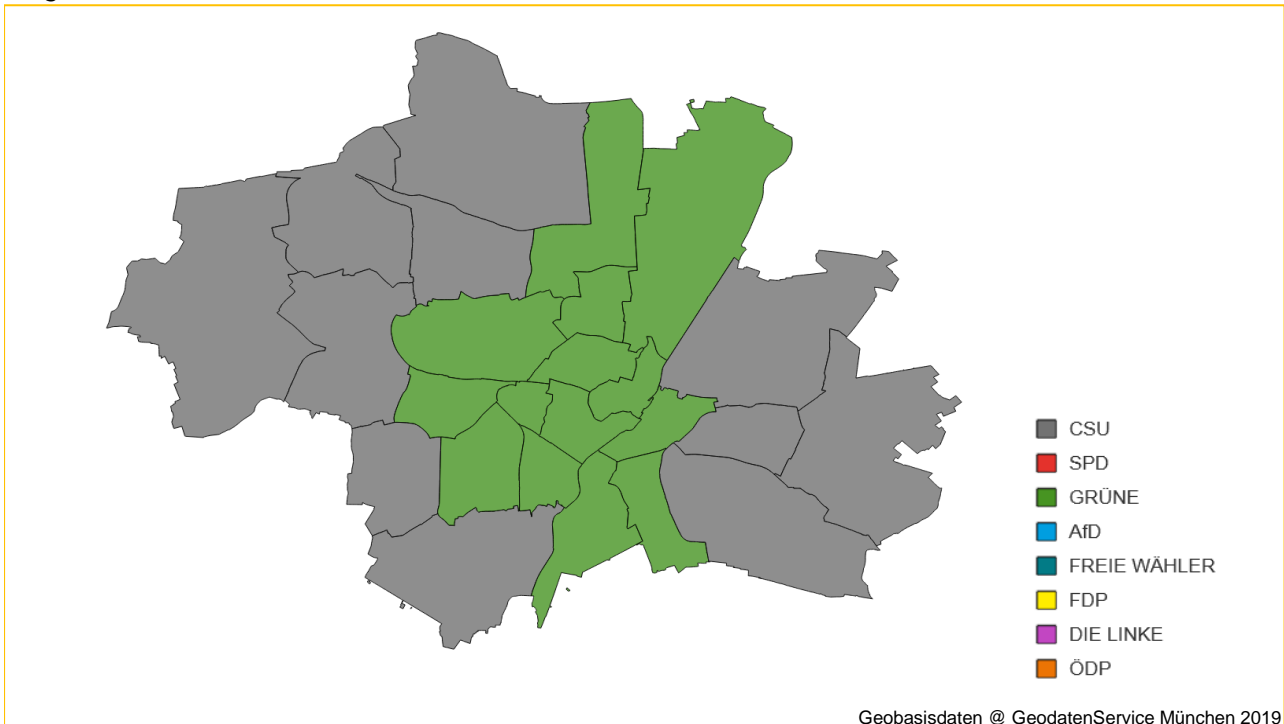 CSU
SPD
GRÜNE
AfD
FREIE WÄHLER
FDP
DIE LINKE
ÖDP
Geobasisdaten @ GeodatenService München 2019